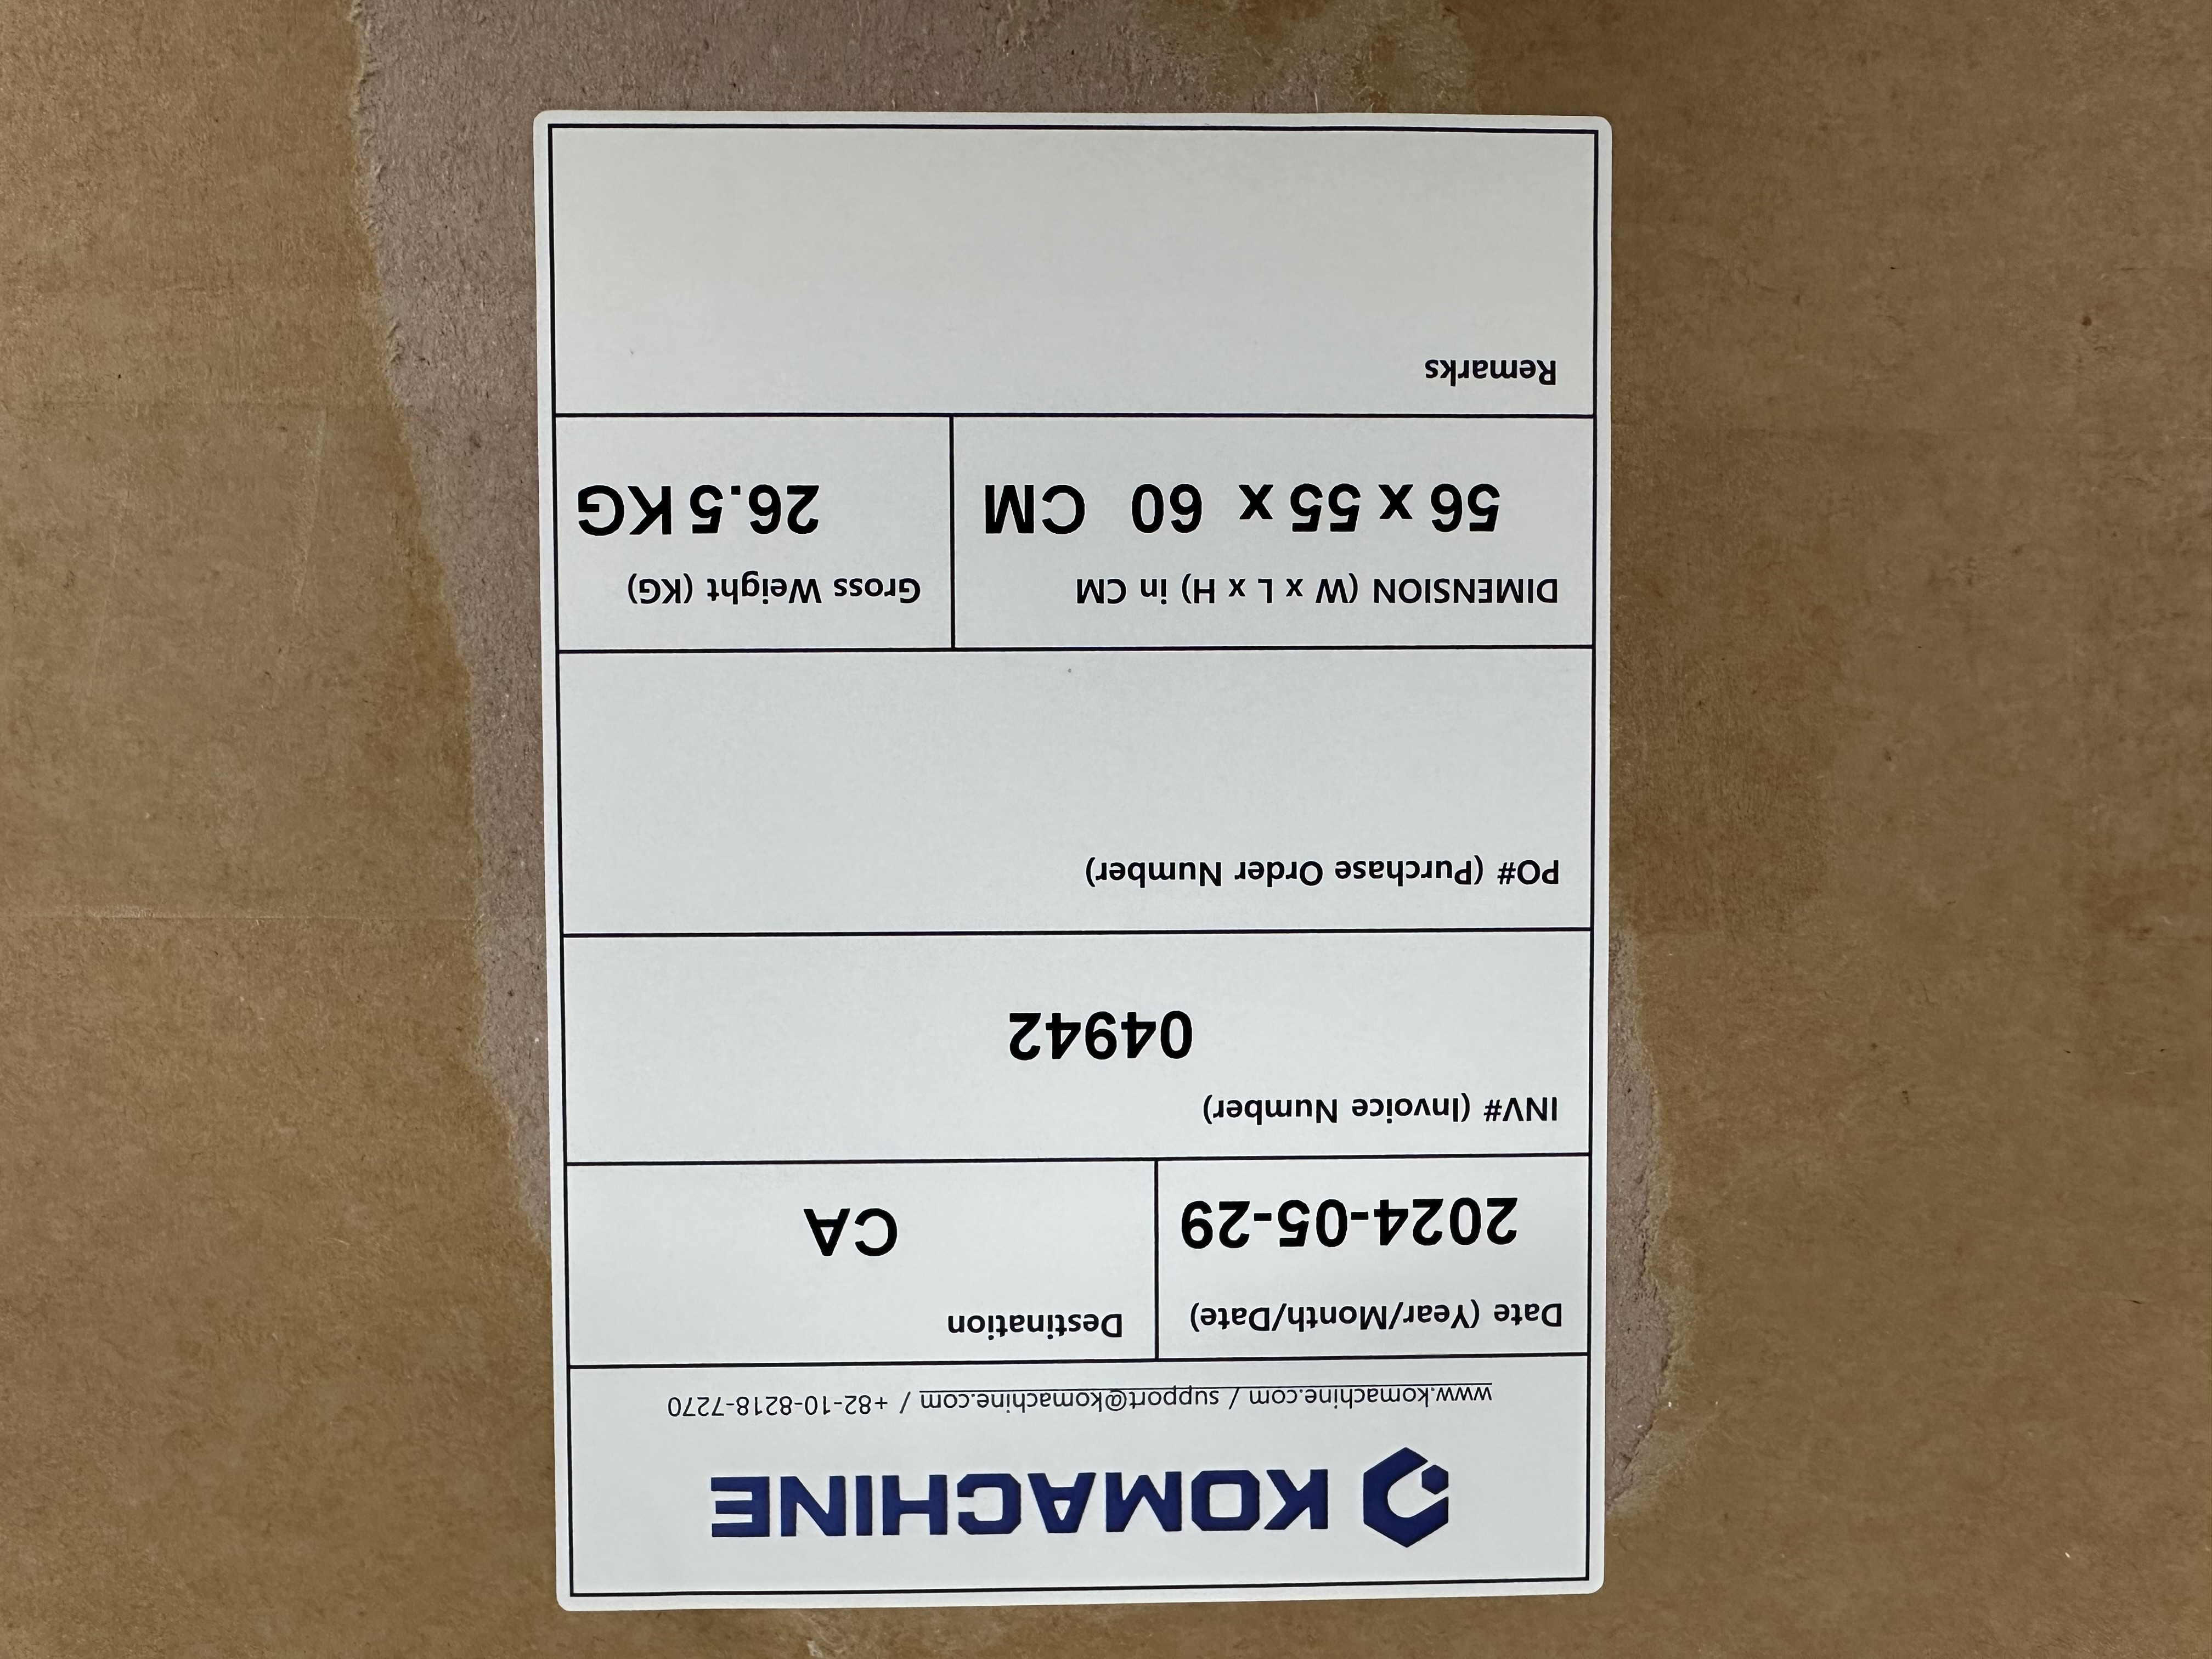 KOMACHINE
www.komachine.com / support@komachine.com / +82-10-8218-7270
Date (Year/Month/Date)
2024-05-29
Destination
CA
INV# (Invoice Number)
04942
PO# (Purchase Order Number)
DIMENSION (W x L x H) in CM
56 x 55 x 60 CM
Gross Weight (KG)
26.5 KG
Remarks